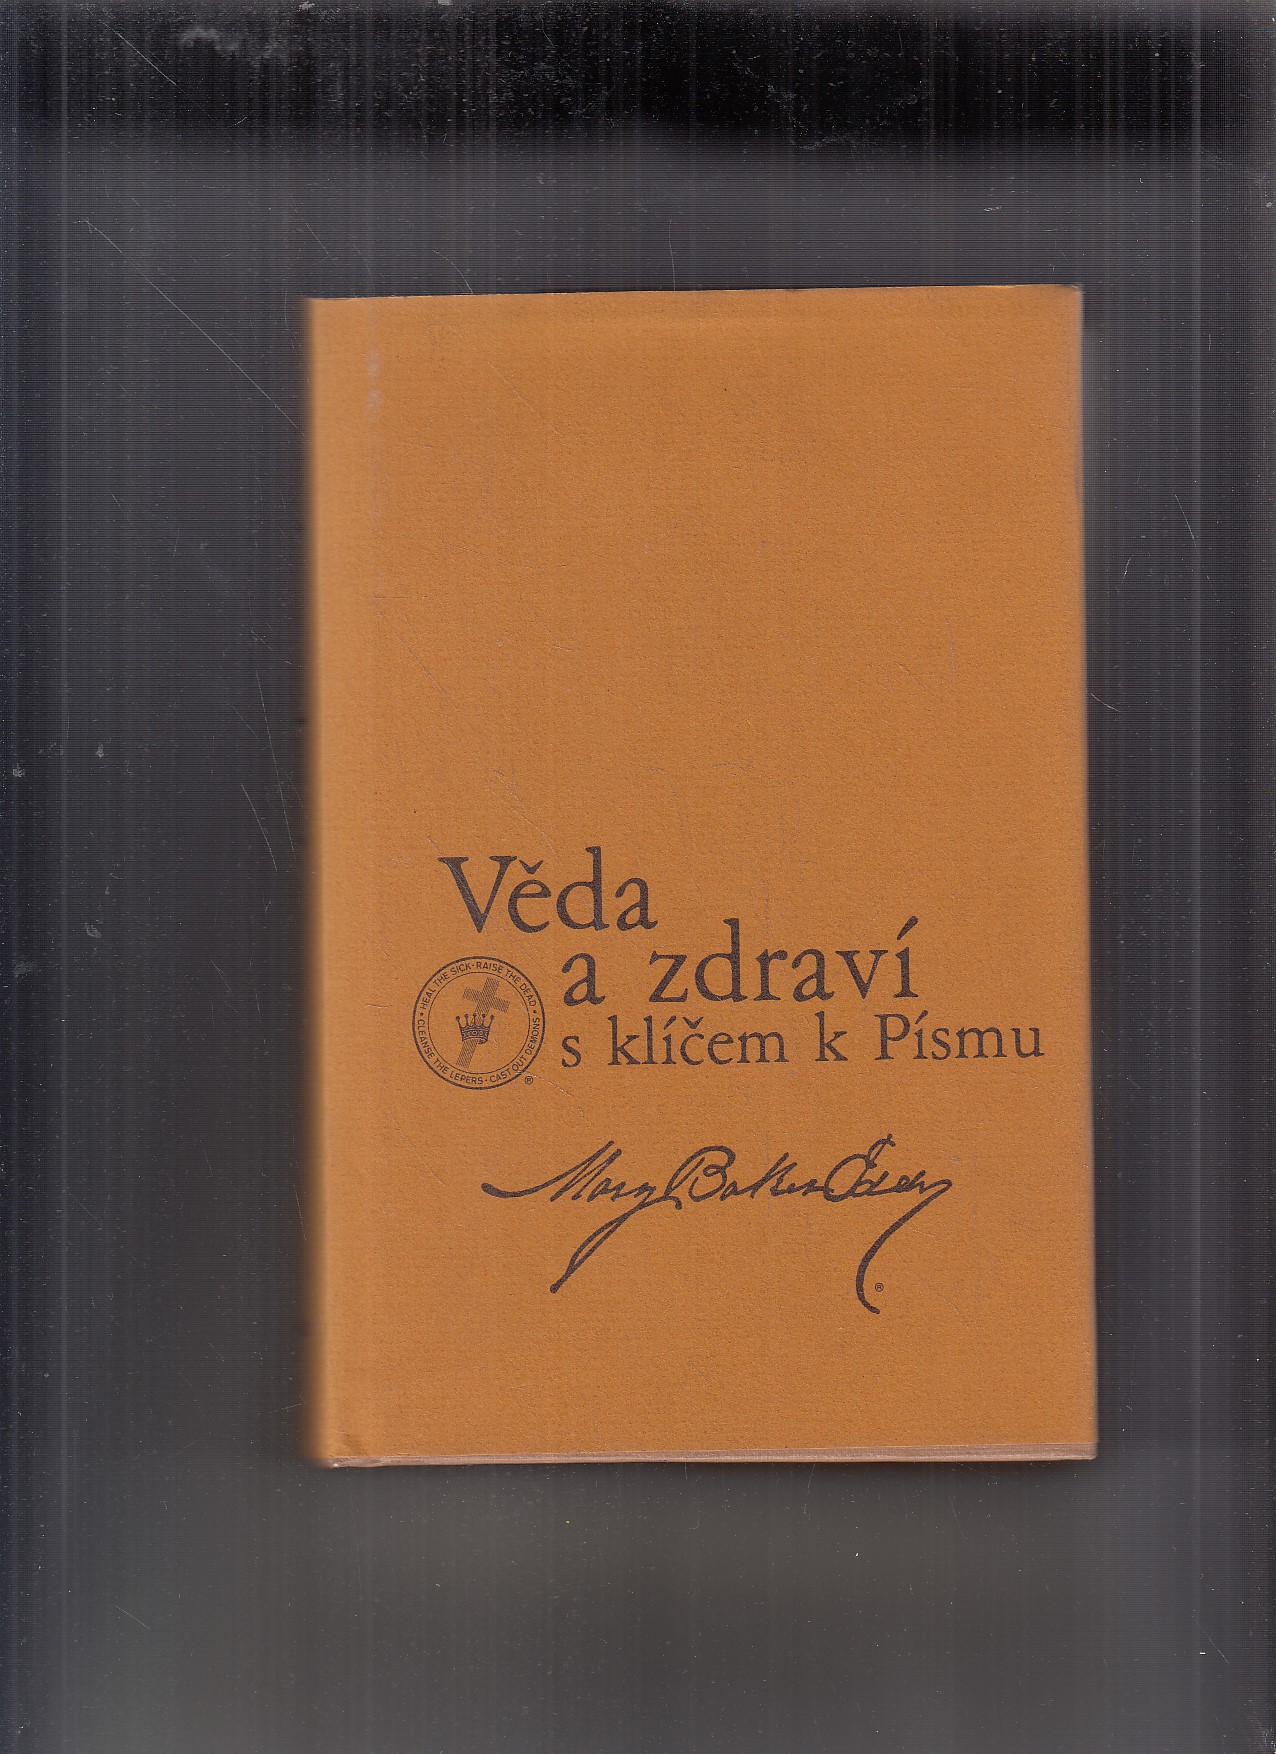 Věda
a zdraví
s klíčem k Písmu
HEAL THE SICK · RAISE THE DEAD · CAST OUT DEMONS · CLEANSE THE LEPERS ·
®
Mary Baker Eddy
®